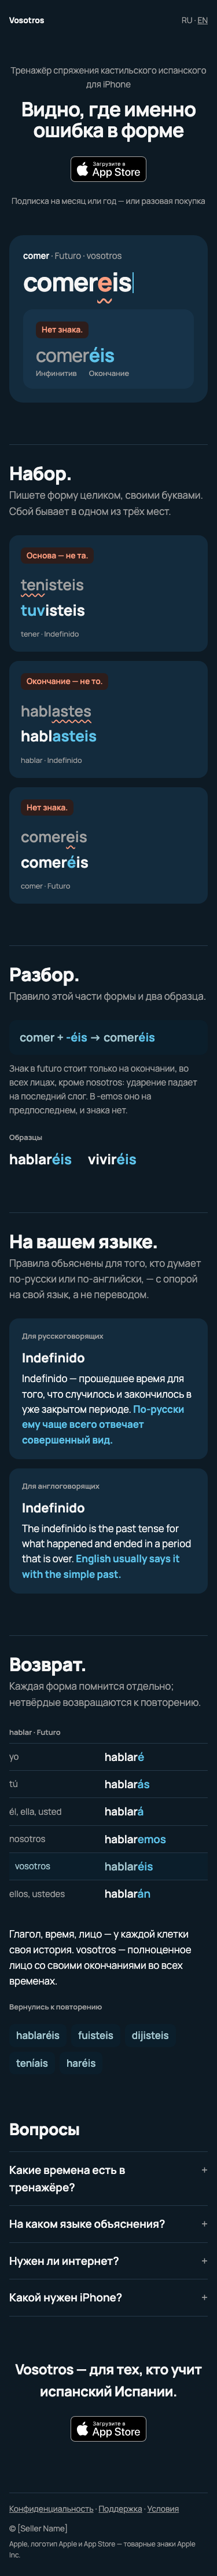 Vosotros
RU · EN
Тренажёр спряжения кастильского испанского
для iPhone
Видно, где именно
ошибка в форме
Загрузите в
App Store
Подписка на месяц или год — или разовая покупка
comer · Futuro · vosotros
comereis
Нет знака.
comeréis
Инфинитив Окончание
Набор.
Пишете форму целиком, своими буквами.
Сбой бывает в одном из трёх мест.
Основа — не та.
tenisteis
tuvisteis
tener · Indefinido
Окончание — не то.
hablastes
hablasteis
hablar · Indefinido
Нет знака.
comereis
comeréis
comer · Futuro
Разбор.
Правило этой части формы и два образца.
comer + -éis → comeréis
Знак в futuro стоит только на окончании, во
всех лицах, кроме nosotros: ударение падает
на последний слог. В -emos оно на
предпоследнем, и знака нет.
Образцы
hablaréis viviréis
На вашем языке.
Правила объяснены для того, кто думает
по-русски или по-английски, — с опорой
на свой язык, а не переводом.
Для русскоговорящих
Indefinido
Indefinido — прошедшее время для
того, что случилось и закончилось в
уже закрытом периоде. По-русски
ему чаще всего отвечает
совершенный вид.
Для англоговорящих
Indefinido
The indefinido is the past tense for
what happened and ended in a period
that is over. English usually says it
with the simple past.
Возврат.
Каждая форма помнится отдельно;
нетвёрдые возвращаются к повторению.
hablar · Futuro
yo hablaré
tú hablarás
él, ella, usted hablará
nosotros hablaremos
vosotros hablaréis
ellos, ustedes hablarán
Глагол, время, лицо — у каждой клетки
своя история. vosotros — полноценное
лицо со своими окончаниями во всех
временах.
Вернулись к повторению
hablaréis fuisteis dijisteis
teníais haréis
Вопросы
Какие времена есть в
тренажёре?
+
На каком языке объяснения? +
Нужен ли интернет? +
Какой нужен iPhone? +
Vosotros — для тех, кто учит
испанский Испании.
Загрузите в
App Store
Конфиденциальность · Поддержка · Условия
© [Seller Name]
Apple, логотип Apple и App Store — товарные знаки Apple
Inc.